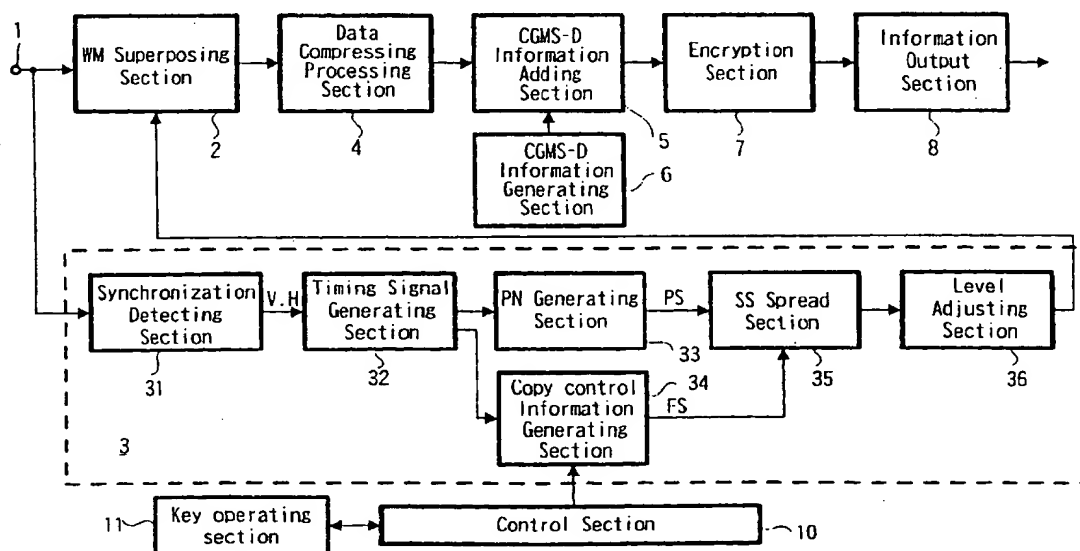 1
WM Superposing
Section
2
Data
Compressing
Processing
Section
4
CGMS-D
Information
Adding
Section
5
Encryption
Section
7
Information
Output
Section
8
CGMS-D
Information
Generating
Section
6
Synchronization
Detecting
Section
31
V.H
Timing Signal
Generating
Section
32
PN Generating
Section
33
PS
SS Spread
Section
35
Level
Adjusting
Section
36
Copy control
Information
Generating
Section
34
FS
3
Key operating
section
11
Control Section
10